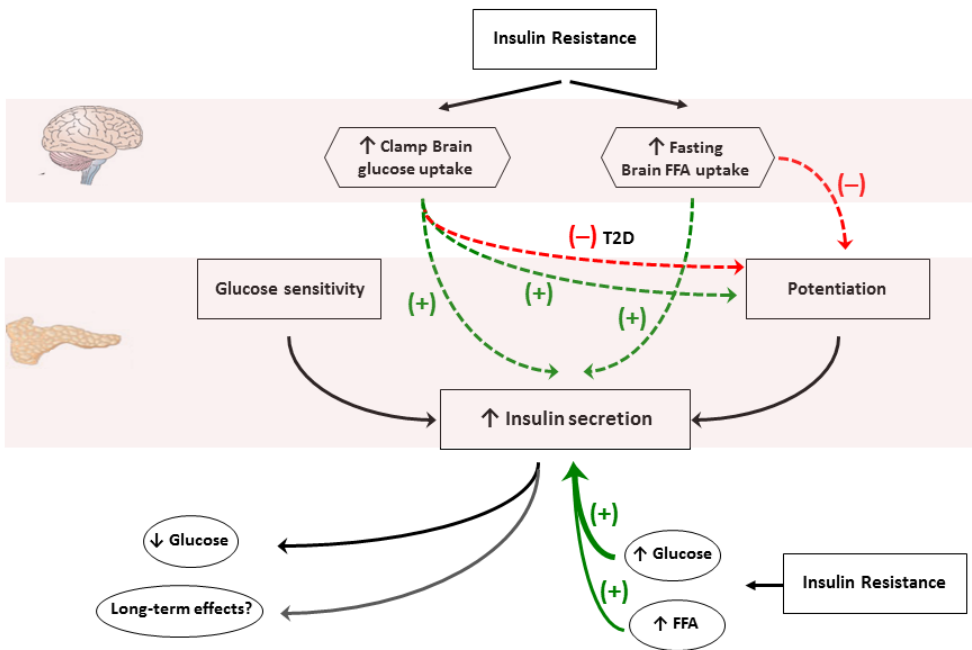 Insulin Resistance
↑ Clamp Brain
glucose uptake
↑ Fasting
Brain FFA uptake
(−)
(−) T2D
Glucose sensitivity
(+)
(+)
(+)
Potentiation
↑ Insulin secretion
(+)
↓ Glucose
↑ Glucose
Insulin Resistance
(+)
Long-term effects?
↑ FFA